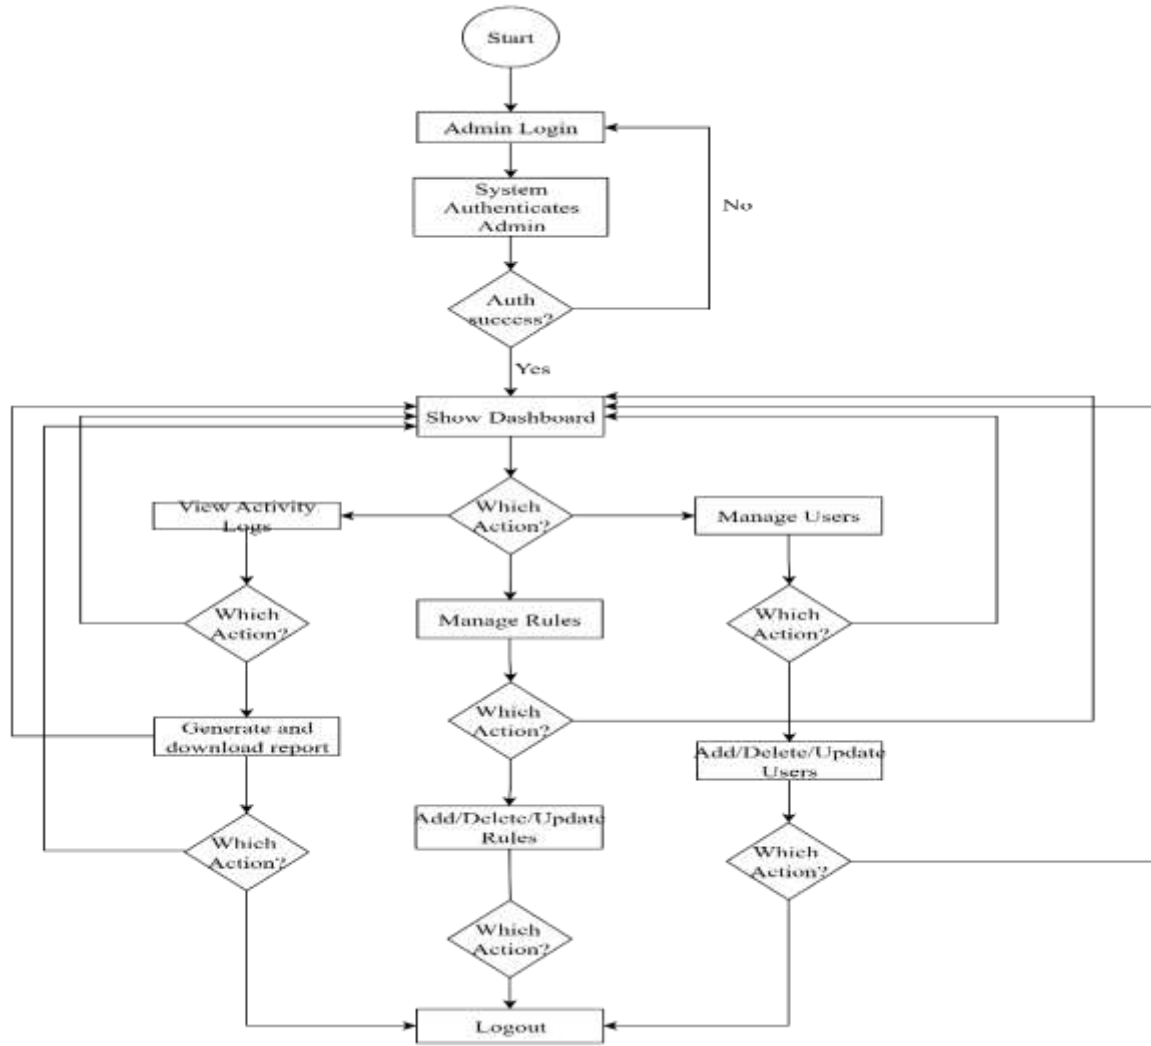 Start
Admin Login
System
Authenticates
Admin
No
Auth
success?
Yes
Show Dashboard
View Activity
Logs
Which
Action?
Manage Users
Which
Action?
Manage Rules
Which
Action?
Generate and
download report
Which
Action?
Add/Delete/Update
Users
Add/Delete/Update
Rules
Which
Action?
Which
Action?
Which
Action?
Logout